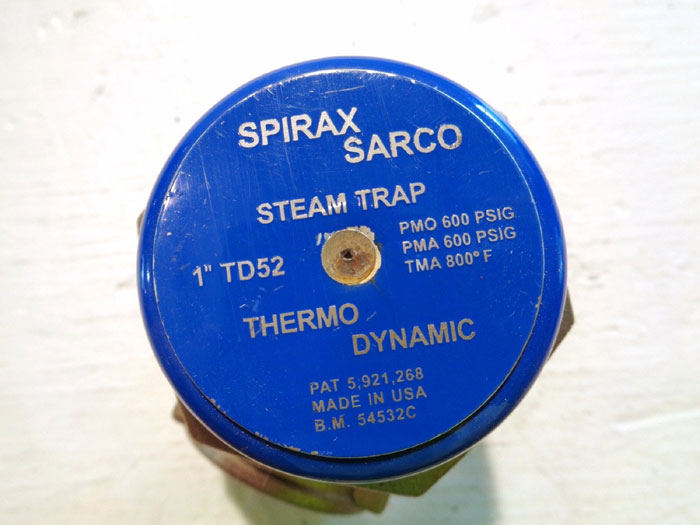 SPIRAX
SARCO
STEAM TRAP
PMO 600 PSIG
PMA 600 PSIG
TMA 800° F
1" TD52
THERMO
DYNAMIC
PAT 5,921,268
MADE IN USA
B.M. 54532C